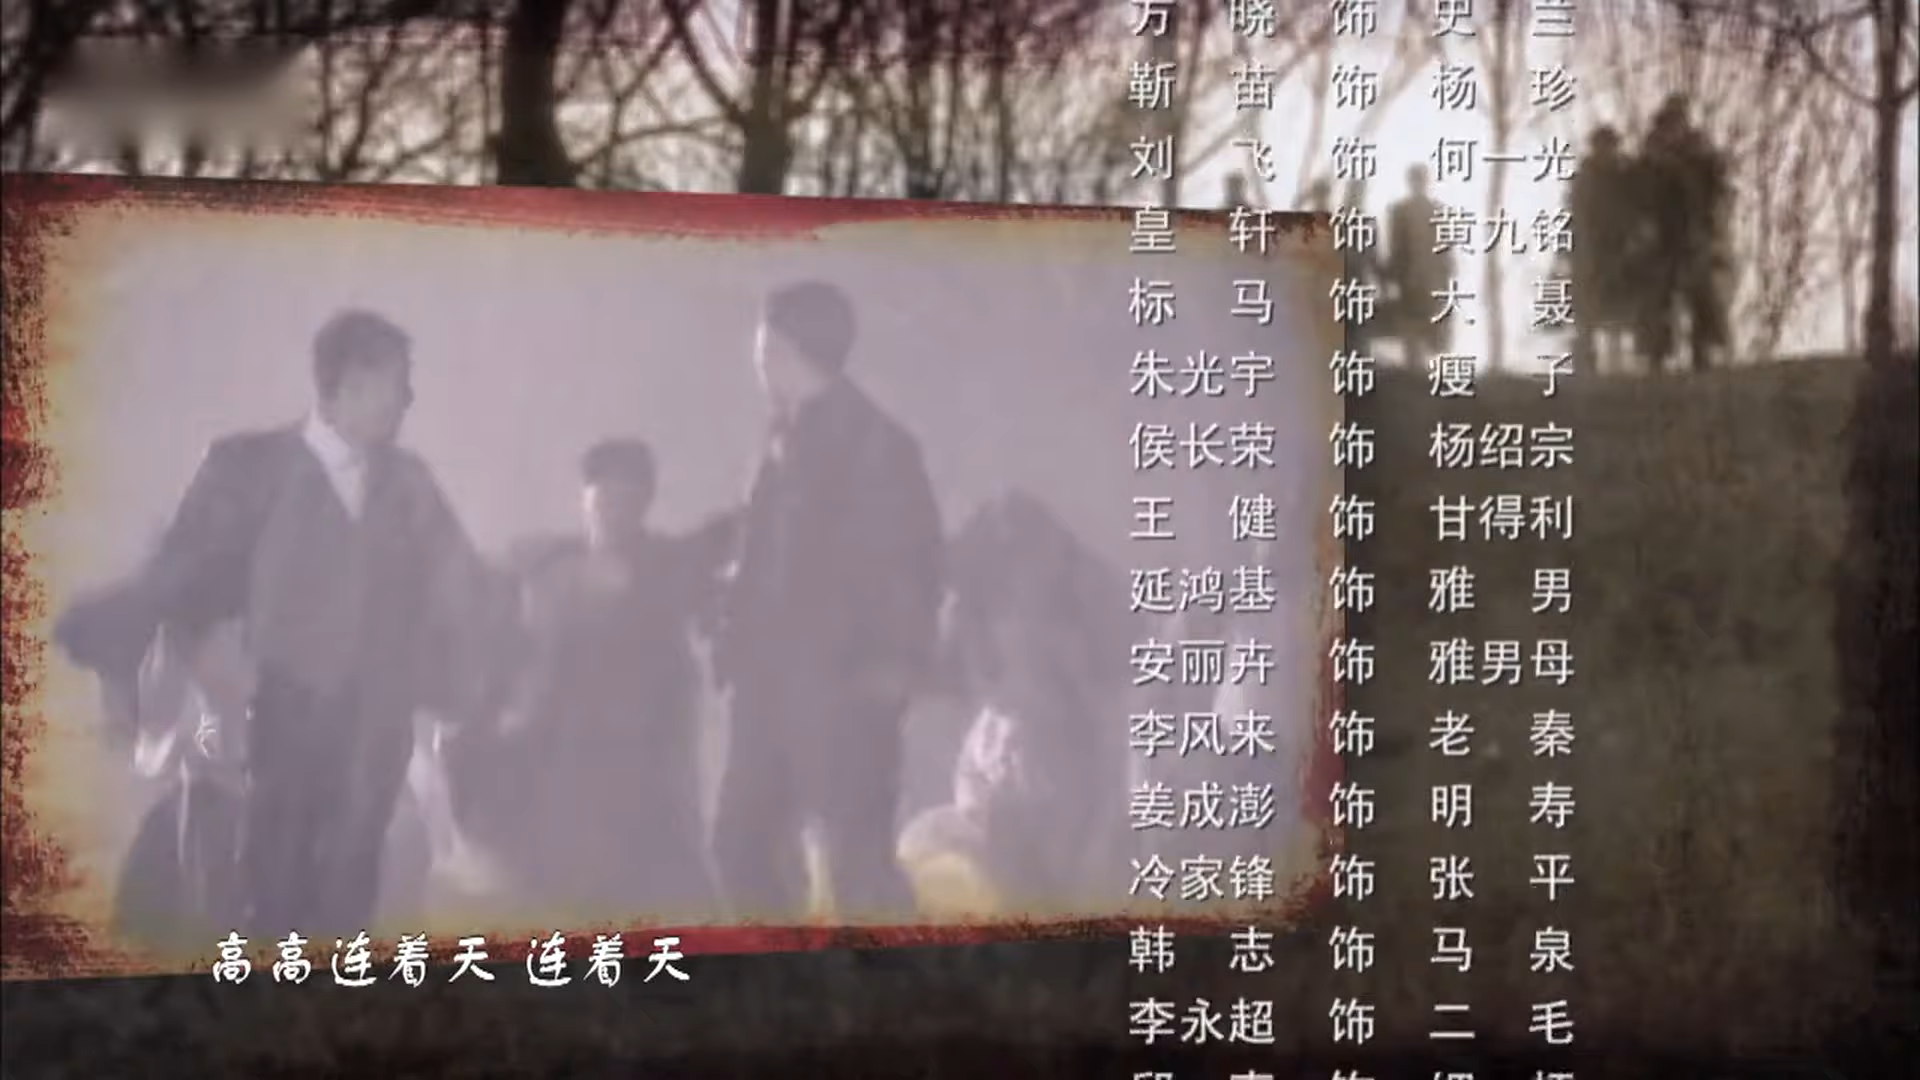 方晓 饰 史兰
靳苗 饰 杨珍
刘飞 饰 何一光
皇轩 饰 黄九铭
标马 饰 大聂
朱光宇 饰 瘦子
侯长荣 饰 杨绍宗
王健 饰 甘得利
延鸿基 饰 雅男
安丽卉 饰 雅男母
李风来 饰 老秦
姜成澎 饰 明寿
冷家锋 饰 张平
韩志 饰 马泉
高高连着天 连着天
李永超 饰 二毛